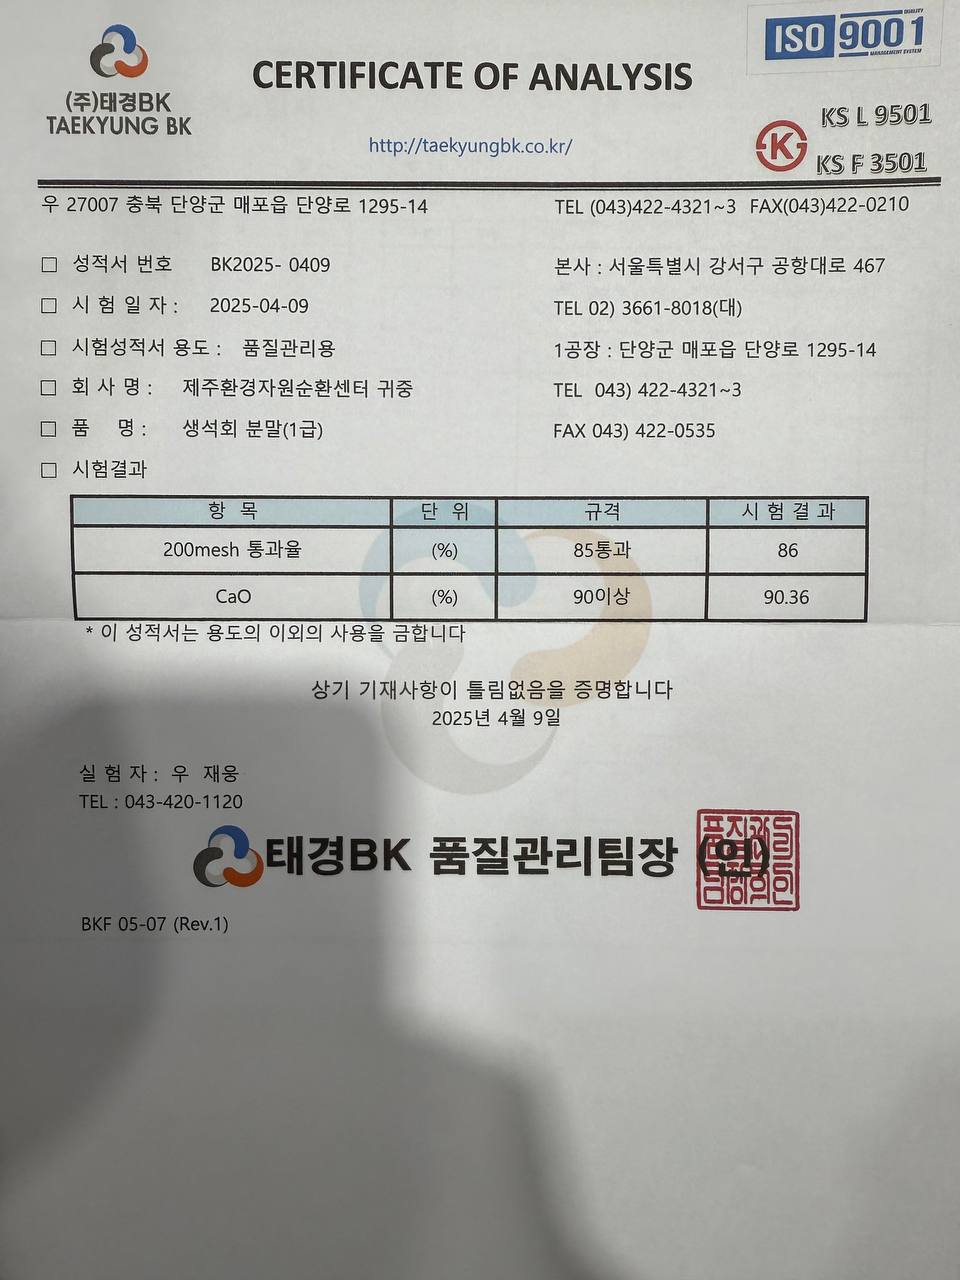 (주)태경BK
TAEKYUNG BK
CERTIFICATE OF ANALYSIS
http://taekyungbk.co.kr/
QUALITY
ISO 9001
MANAGEMENT SYSTEM
K
KS L 9501
KS F 3501
우 27007 충북 단양군 매포읍 단양로 1295-14 TEL (043)422-4321~3 FAX(043)422-0210
□ 성적서 번호 BK2025- 0409 본사 : 서울특별시 강서구 공항대로 467
□ 시 험 일 자 : 2025-04-09 TEL 02) 3661-8018(대)
□ 시험성적서 용도 : 품질관리용 1공장 : 단양군 매포읍 단양로 1295-14
□ 회 사 명 : 제주환경자원순환센터 귀중 TEL 043) 422-4321~3
□ 품 명 : 생석회 분말(1급) FAX 043) 422-0535
□ 시험결과
항 목 단 위 규격 시 험 결 과
200mesh 통과율 (%) 85통과 86
CaO (%) 90이상 90.36
* 이 성적서는 용도의 이외의 사용을 금합니다
상기 기재사항이 틀림없음을 증명합니다
2025년 4월 9일
실 험 자 : 우 재웅
TEL : 043-420-1120
태경BK 품질관리팀장 (인)
BKF 05-07 (Rev.1)